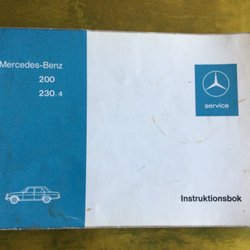 Mercedes-Benz
200
230.4
service
Instruktionsbok